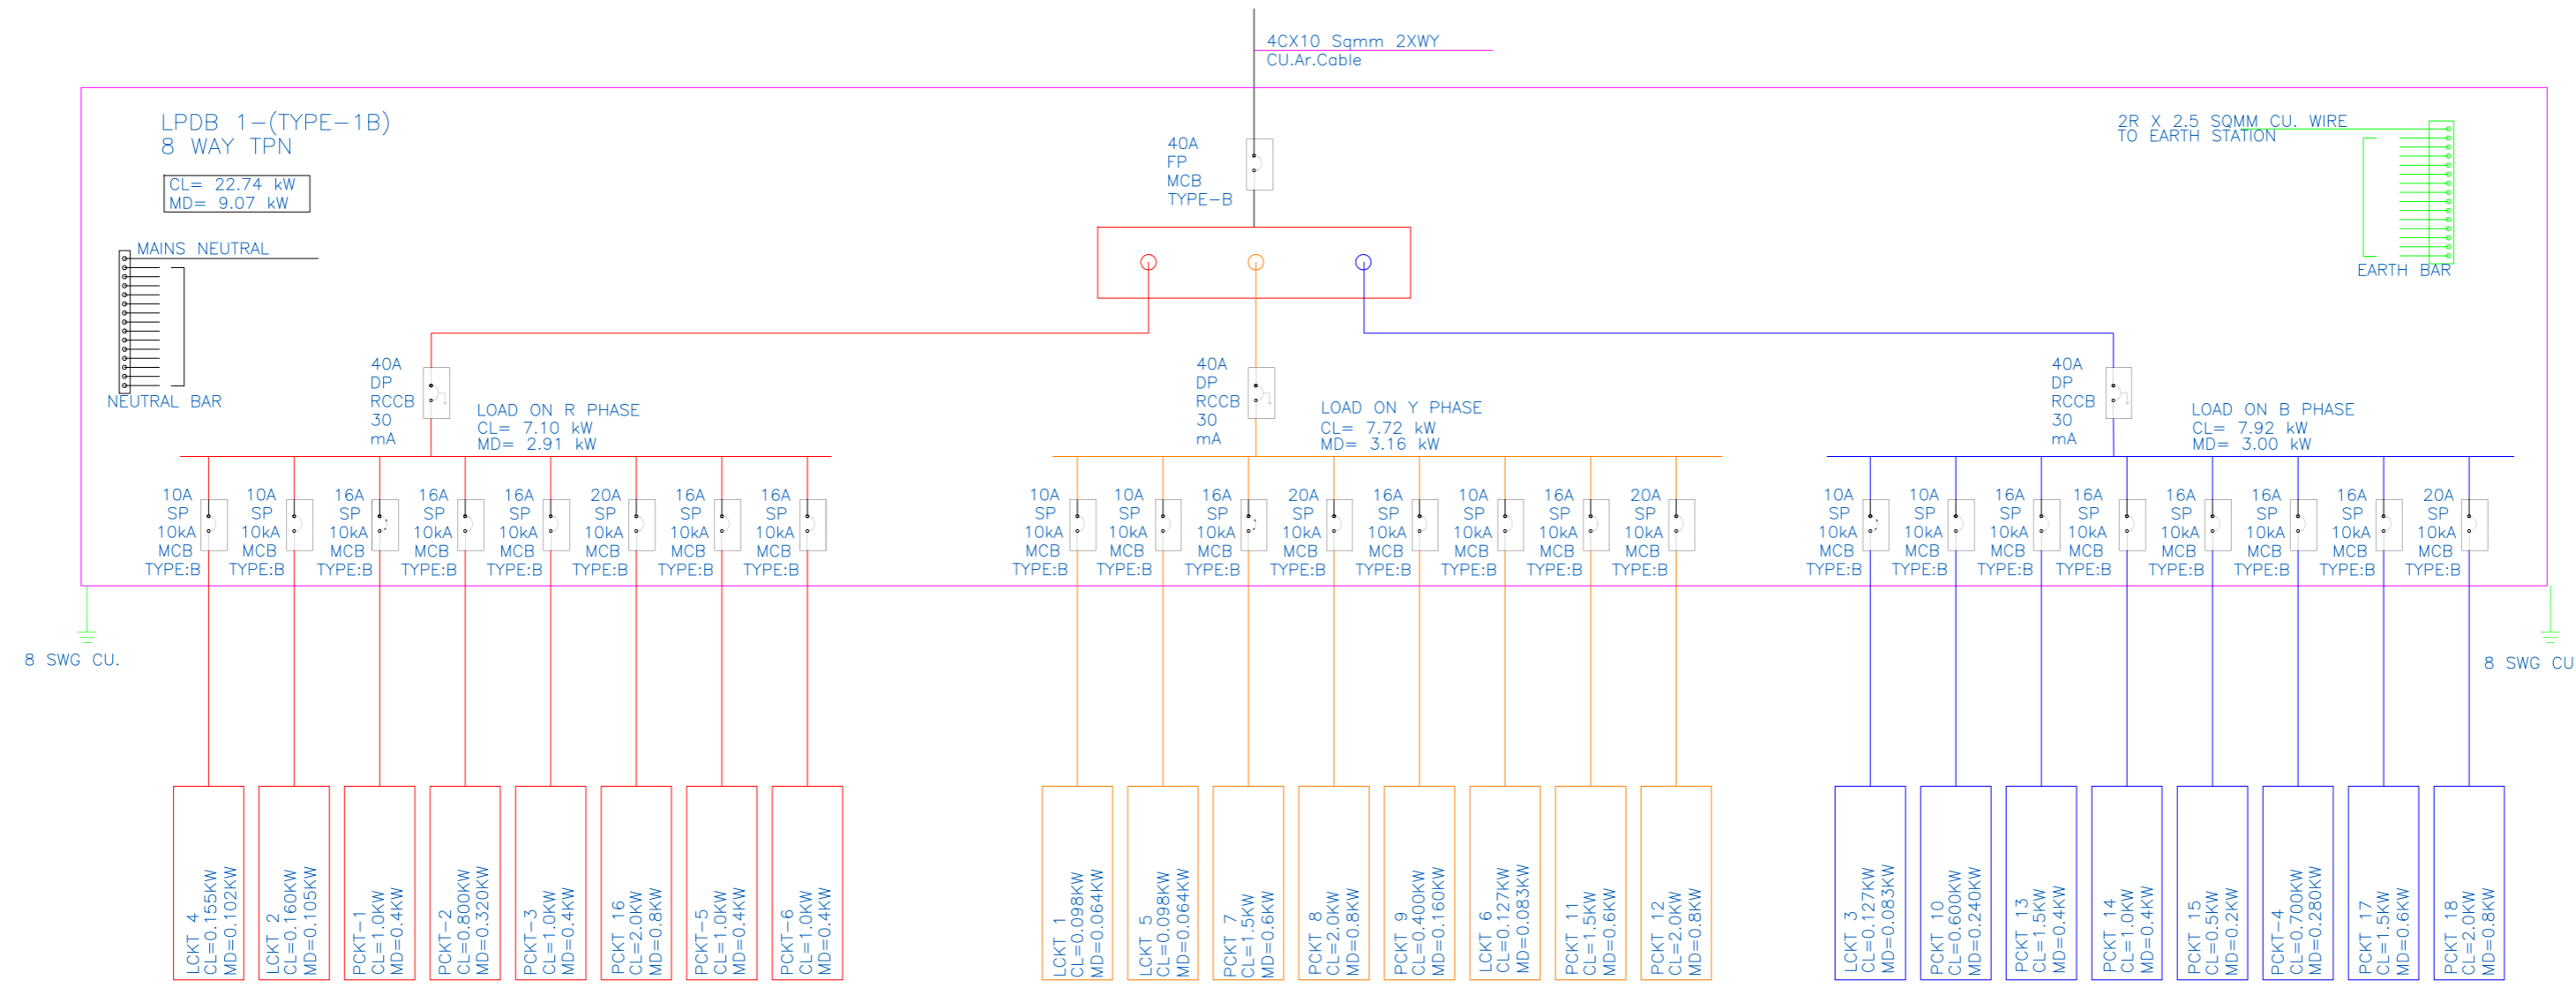 4CX10 Sqmm 2XWY
CU.Ar.Cable
LPDB 1-(TYPE-1B)
8 WAY TPN
CL= 22.74 kW
MD= 9.07 kW
MAINS NEUTRAL
NEUTRAL BAR
40A
FP
MCB
TYPE-B
2R X 2.5 SQMM CU. WIRE
TO EARTH STATION
EARTH BAR
40A
DP
RCCB
30
mA
LOAD ON R PHASE
CL= 7.10 kW
MD= 2.91 kW
40A
DP
RCCB
30
mA
LOAD ON Y PHASE
CL= 7.72 kW
MD= 3.16 kW
40A
DP
RCCB
30
mA
LOAD ON B PHASE
CL= 7.92 kW
MD= 3.00 kW
10A
SP
10kA
MCB
TYPE:B
10A
SP
10kA
MCB
TYPE:B
16A
SP
10kA
MCB
TYPE:B
16A
SP
10kA
MCB
TYPE:B
16A
SP
10kA
MCB
TYPE:B
20A
SP
10kA
MCB
TYPE:B
16A
SP
10kA
MCB
TYPE:B
16A
SP
10kA
MCB
TYPE:B
10A
SP
10kA
MCB
TYPE:B
10A
SP
10kA
MCB
TYPE:B
16A
SP
10kA
MCB
TYPE:B
20A
SP
10kA
MCB
TYPE:B
16A
SP
10kA
MCB
TYPE:B
10A
SP
10kA
MCB
TYPE:B
16A
SP
10kA
MCB
TYPE:B
20A
SP
10kA
MCB
TYPE:B
10A
SP
10kA
MCB
TYPE:B
10A
SP
10kA
MCB
TYPE:B
16A
SP
10kA
MCB
TYPE:B
16A
SP
10kA
MCB
TYPE:B
16A
SP
10kA
MCB
TYPE:B
16A
SP
10kA
MCB
TYPE:B
16A
SP
10kA
MCB
TYPE:B
20A
SP
10kA
MCB
TYPE:B
8 SWG CU.
8 SWG CU
LCKT 4
CL=0.155KW
MD=0.102KW
LCKT 2
CL=0.160KW
MD=0.105KW
PCKT-1
CL=1.0KW
MD=0.4KW
PCKT-2
CL=0.800KW
MD=0.320KW
PCKT-3
CL=1.0KW
MD=0.4KW
PCKT 16
CL=2.0KW
MD=0.8KW
PCKT-5
CL=1.0KW
MD=0.4KW
PCKT-6
CL=1.0KW
MD=0.4KW
LCKT 1
CL=0.098KW
MD=0.064KW
LCKT 5
CL=0.098KW
MD=0.064KW
PCKT 7
CL=1.5KW
MD=0.6KW
PCKT 8
CL=2.0KW
MD=0.8KW
PCKT 9
CL=0.400KW
MD=0.160KW
LCKT 6
CL=0.127KW
MD=0.083KW
PCKT 11
CL=1.5KW
MD=0.6KW
PCKT 12
CL=2.0KW
MD=0.8KW
LCKT 3
CL=0.127KW
MD=0.083KW
PCKT 10
CL=0.600KW
MD=0.240KW
PCKT 13
CL=1.5KW
MD=0.4KW
PCKT 14
CL=1.0KW
MD=0.4KW
PCKT 15
CL=0.5KW
MD=0.2KW
PCKT-4
CL=0.700KW
MD=0.280KW
PCKT 17
CL=1.5KW
MD=0.6KW
PCKT 18
CL=2.0KW
MD=0.8KW